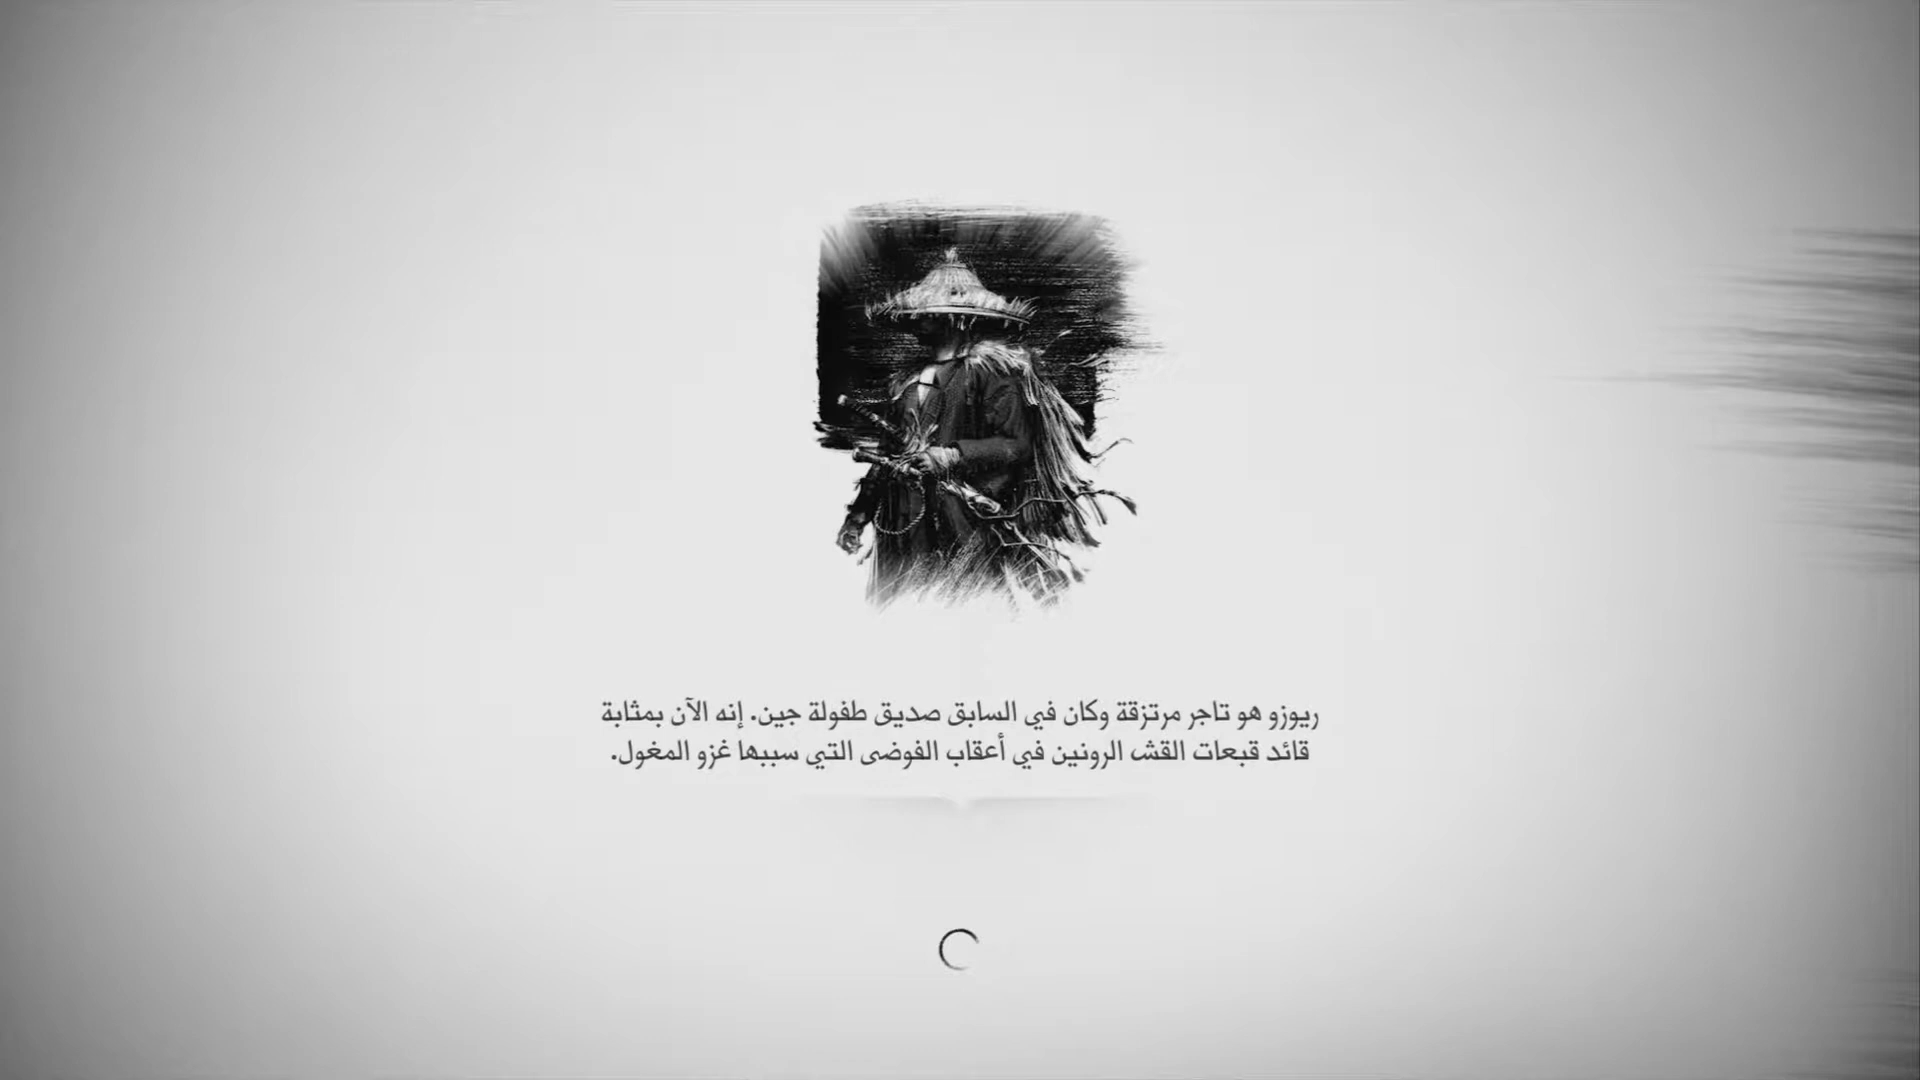 ريوزو هو تاجر مرتزقة وكان في السابق صديق طفولة جين. إنه الآن بمثابة
قائد قبعات القش الرونين في أعقاب الفوضى التي سببها غزو المغول.